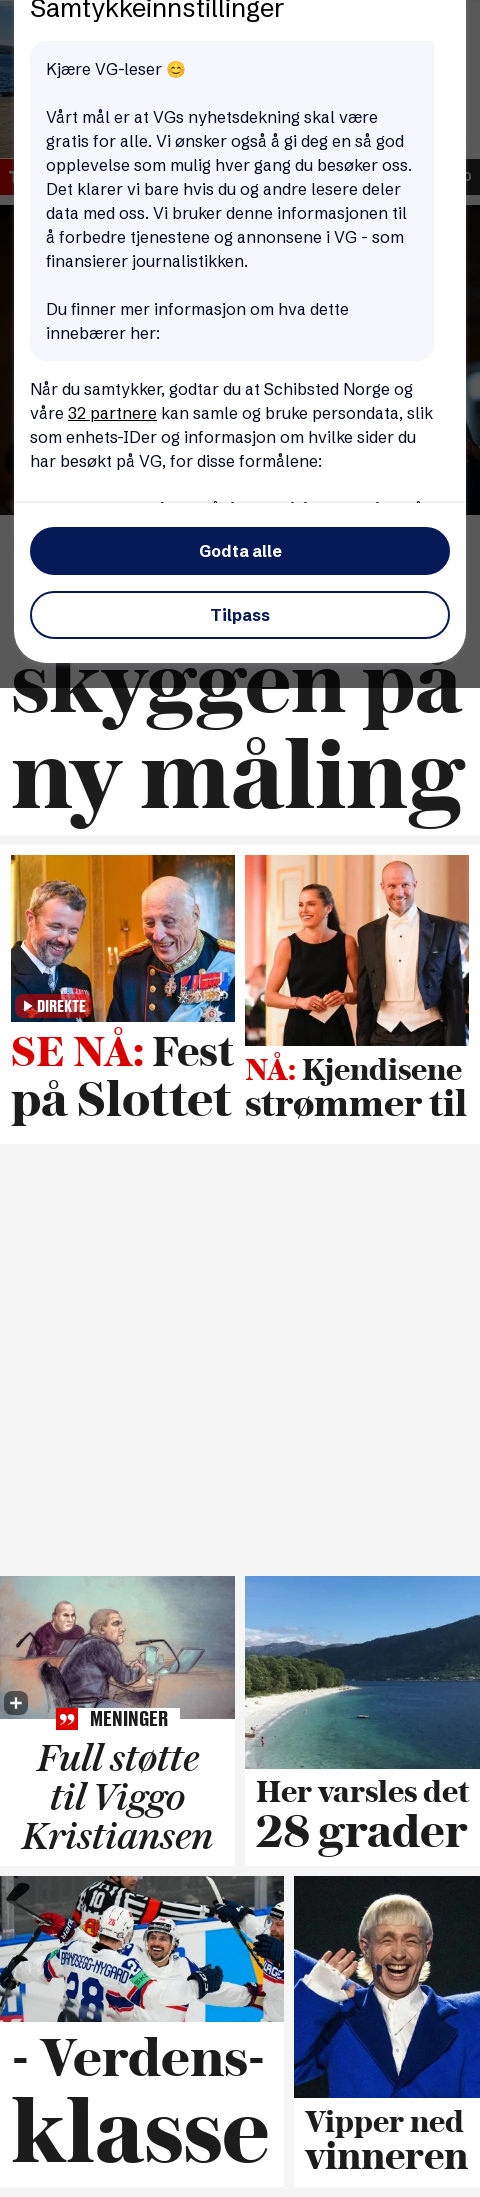 Samtykkeinnstillinger
Kjære VG-leser 😊
Vårt mål er at VGs nyhetsdekning skal være
gratis for alle. Vi ønsker også å gi deg en så god
opplevelse som mulig hver gang du besøker oss.
Det klarer vi bare hvis du og andre lesere deler
data med oss. Vi bruker denne informasjonen til
å forbedre tjenestene og annonsene i VG - som
finansierer journalistikken.
Du finner mer informasjon om hva dette
innebærer her:
Når du samtykker, godtar du at Schibsted Norge og
våre 32 partnere kan samle og bruke persondata, slik
som enhets-IDer og informasjon om hvilke sider du
har besøkt på VG, for disse formålene:
Godta alle
Tilpass
skyggen på
ny måling
DIREKTE
SE NÅ: Fest
på Slottet
NÅ: Kjendisene
strømmer til
MENINGER
Full støtte
til Viggo
Kristiansen
Her varsles det
28 grader
10
26
BRANDSEGG-NYGÅRD
28
- Verdens-
klasse
Vipper ned
vinneren